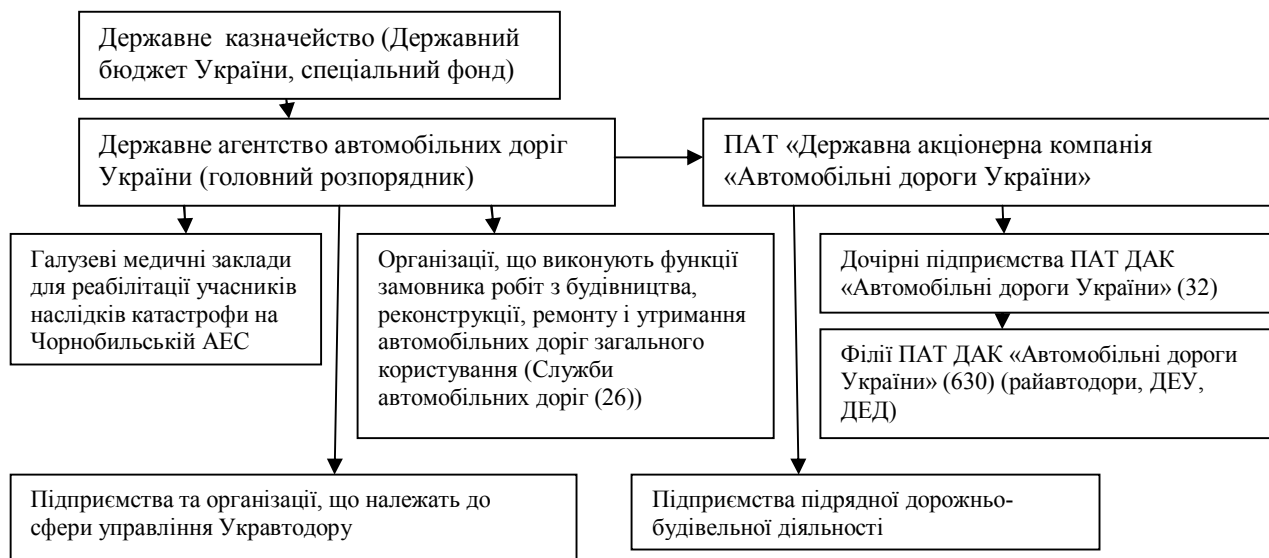 Державне казначейство (Державний
бюджет України, спеціальний фонд)
Державне агентство автомобільних доріг
України (головний розпорядник)
ПАТ «Державна акціонерна компанія
«Автомобільні дороги України»
Галузеві медичні заклади
для реабілітації учасників
наслідків катастрофи на
Чорнобильській АЕС
Організації, що виконують функції
замовника робіт з будівництва,
реконструкції, ремонту і утримання
автомобільних доріг загального
користування (Служби
автомобільних доріг (26))
Дочірні підприємства ПАТ ДАК
«Автомобільні дороги України» (32)
Філії ПАТ ДАК «Автомобільні дороги
України» (630) (райавтодори, ДЕУ,
ДЕД)
Підприємства та організації, що належать до
сфери управління Укравтодору
Підприємства підрядної дорожньо-
будівельної діяльності